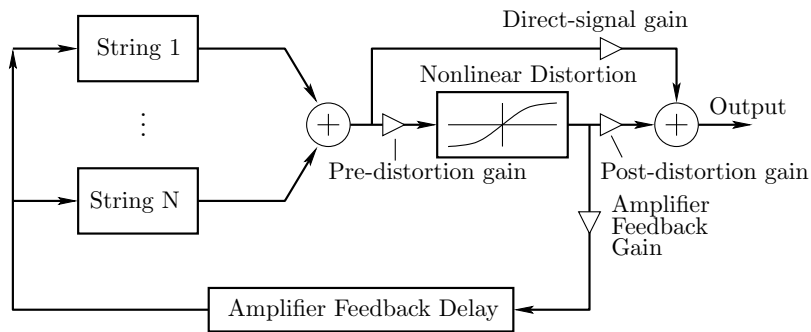 Direct-signal gain
String 1
Nonlinear Distortion
Output
Pre-distortion gain
Post-distortion gain
String N
Amplifier
Feedback
Gain
Amplifier Feedback Delay